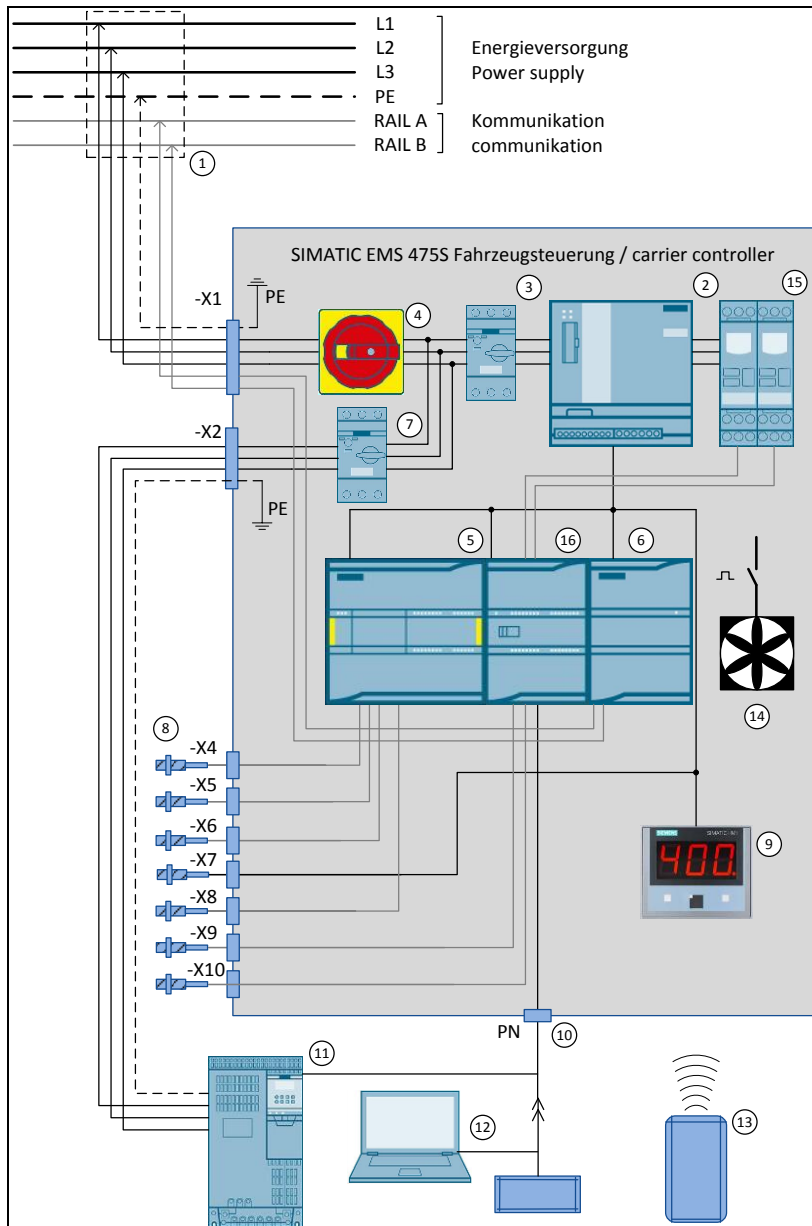 L1
L2
L3
PE
RAIL A
RAIL B
Energieversorgung
Power supply
Kommunikation
communikation
1
SIMATIC EMS 475S Fahrzeugsteuerung / carrier controller
-X1
PE
4
3
2
15
-X2
7
PE
5
16
6
14
8
-X4
-X5
-X6
-X7
-X8
-X9
-X10
SIEMENS
400.
9
PN
10
11
12
13